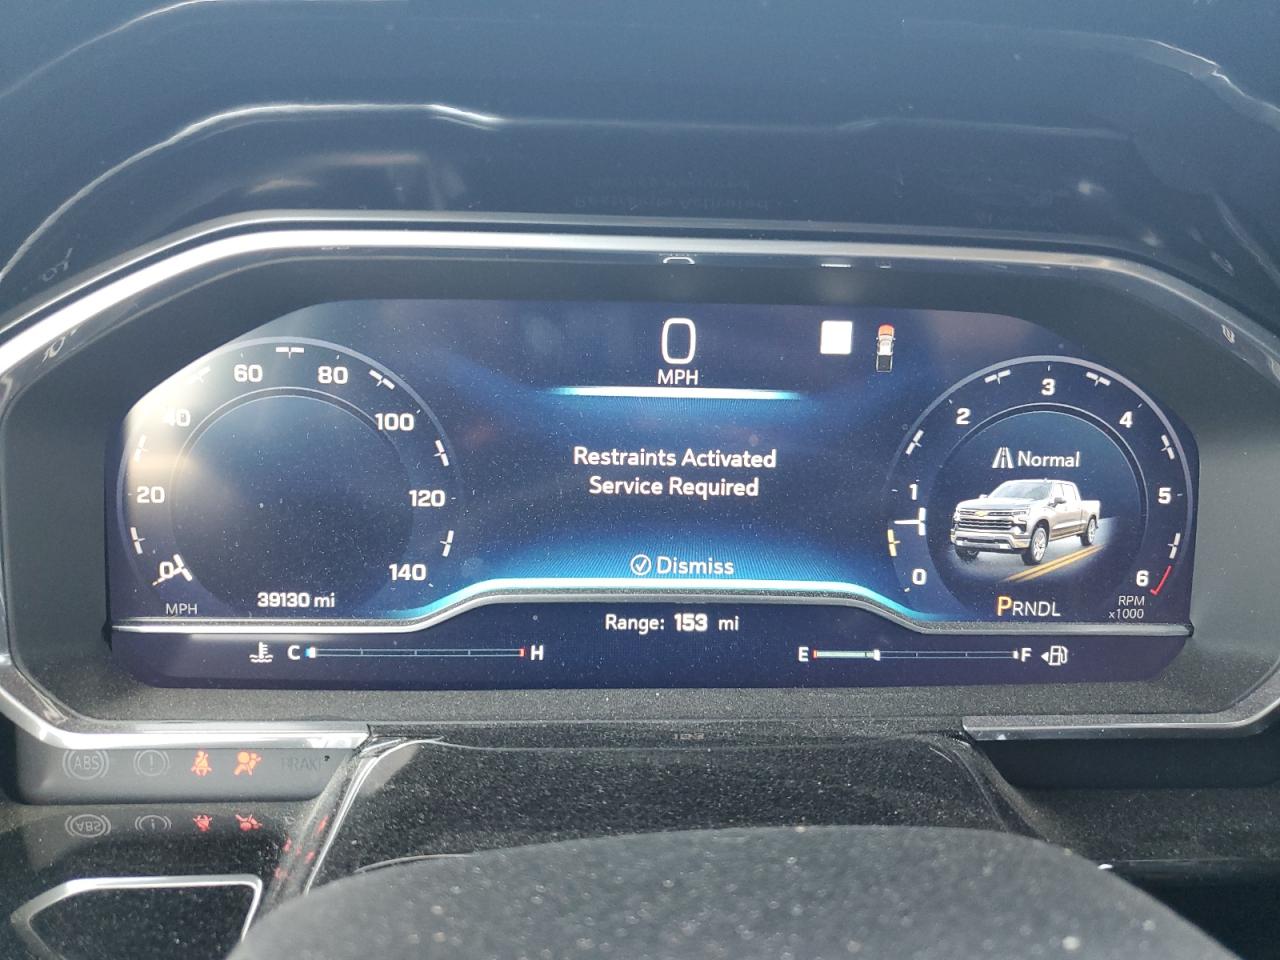 0
MPH
60 80
40 100
20 120
0 140
MPH
39130 mi
Restraints Activated
Service Required
Dismiss
3
2 4
Normal
1 5
0 6
PRNDL
RPM
x1000
Range: 153 mi
C H
E F
ABS
BRAKE